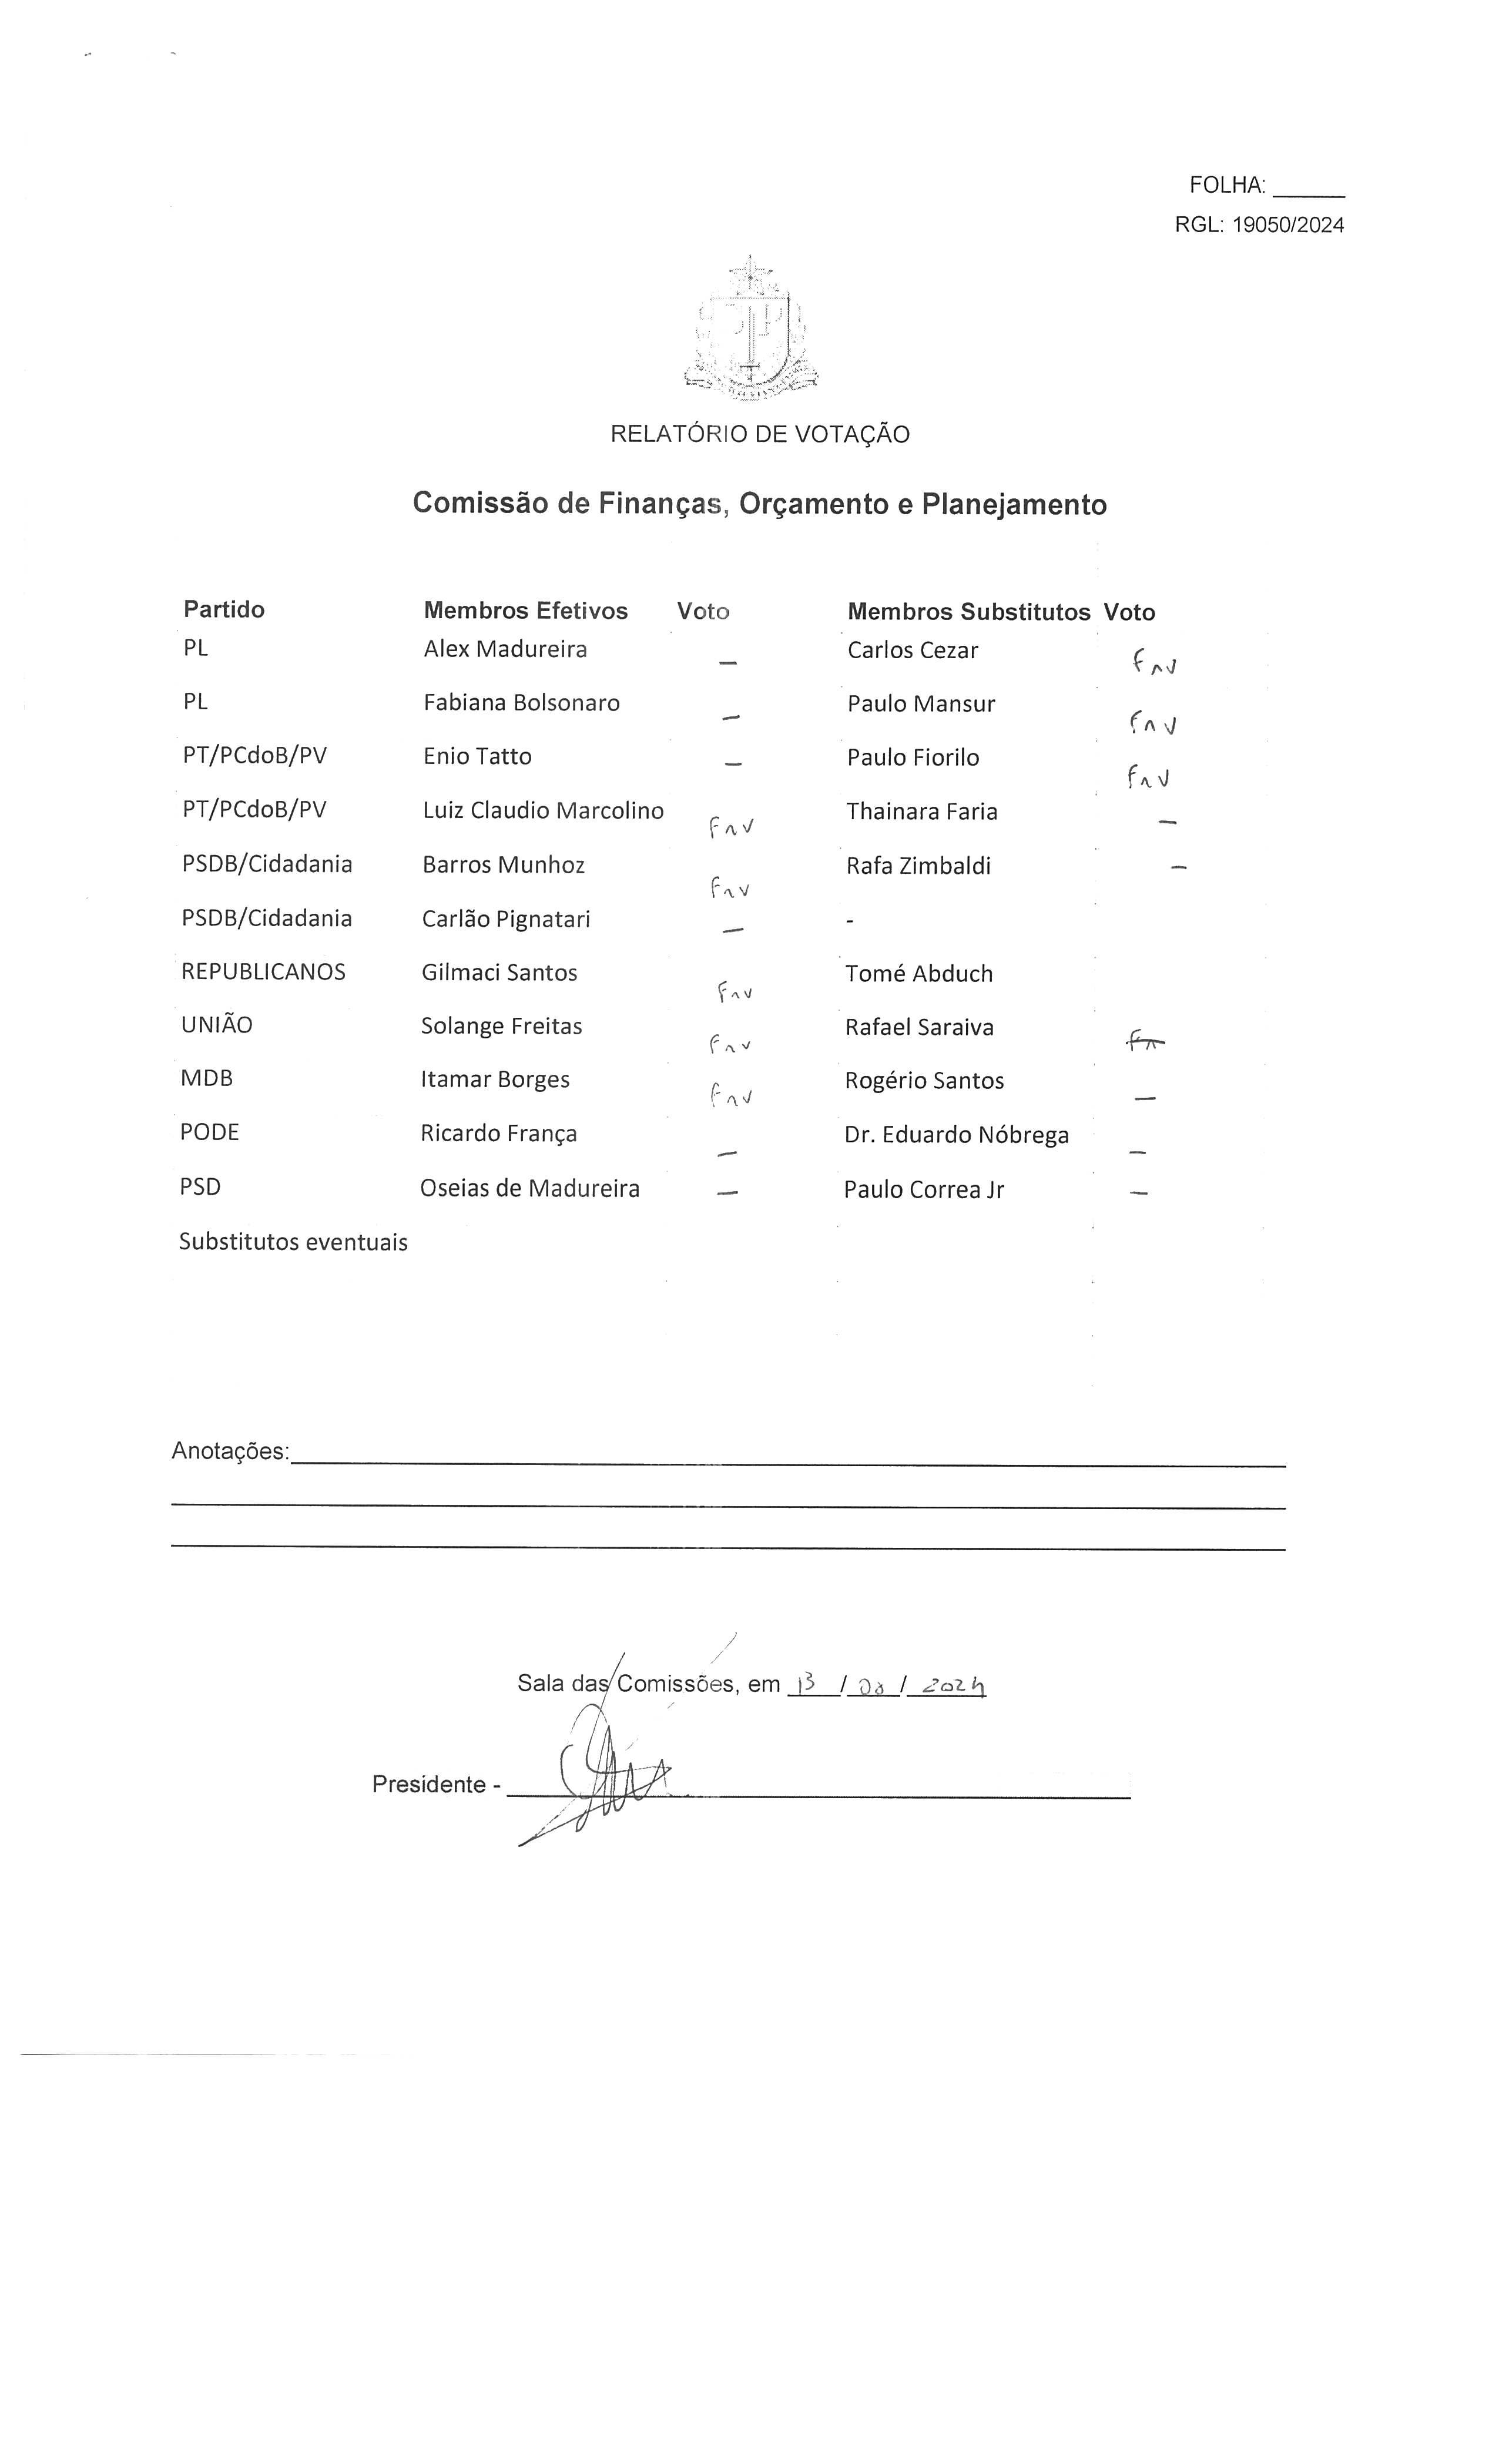 FOLHA: ______
RGL: 19050/2024
RELATÓRIO DE VOTAÇÃO
Comissão de Finanças, Orçamento e Planejamento
Partido Membros Efetivos Voto Membros Substitutos Voto
PL Alex Madureira — Carlos Cezar Fav
PL Fabiana Bolsonaro — Paulo Mansur Fav
PT/PCdoB/PV Enio Tatto — Paulo Fiorilo Fav
PT/PCdoB/PV Luiz Claudio Marcolino Fav Thainara Faria —
PSDB/Cidadania Barros Munhoz Fav Rafa Zimbaldi —
PSDB/Cidadania Carlão Pignatari — -
REPUBLICANOS Gilmaci Santos Fav Tomé Abduch
UNIÃO Solange Freitas Fav Rafael Saraiva
MDB Itamar Borges Fav Rogério Santos —
PODE Ricardo França — Dr. Eduardo Nóbrega —
PSD Oseias de Madureira — Paulo Correa Jr —
Substitutos eventuais
Anotações:
Sala das Comissões, em 13 / / 2024
Presidente -